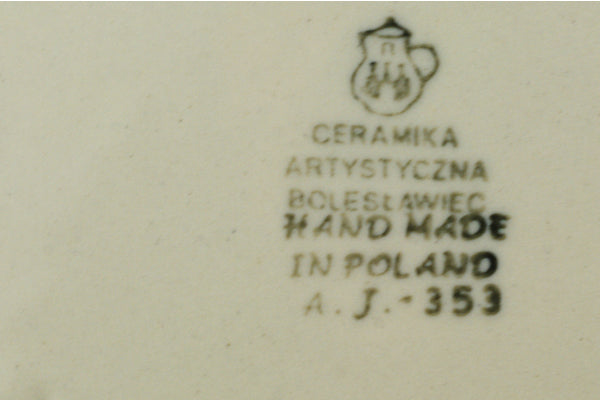 CERAMIKA
ARTYSTYCZNA
BOLESŁAWIEC
HAND MADE
IN POLAND
A. J.-353